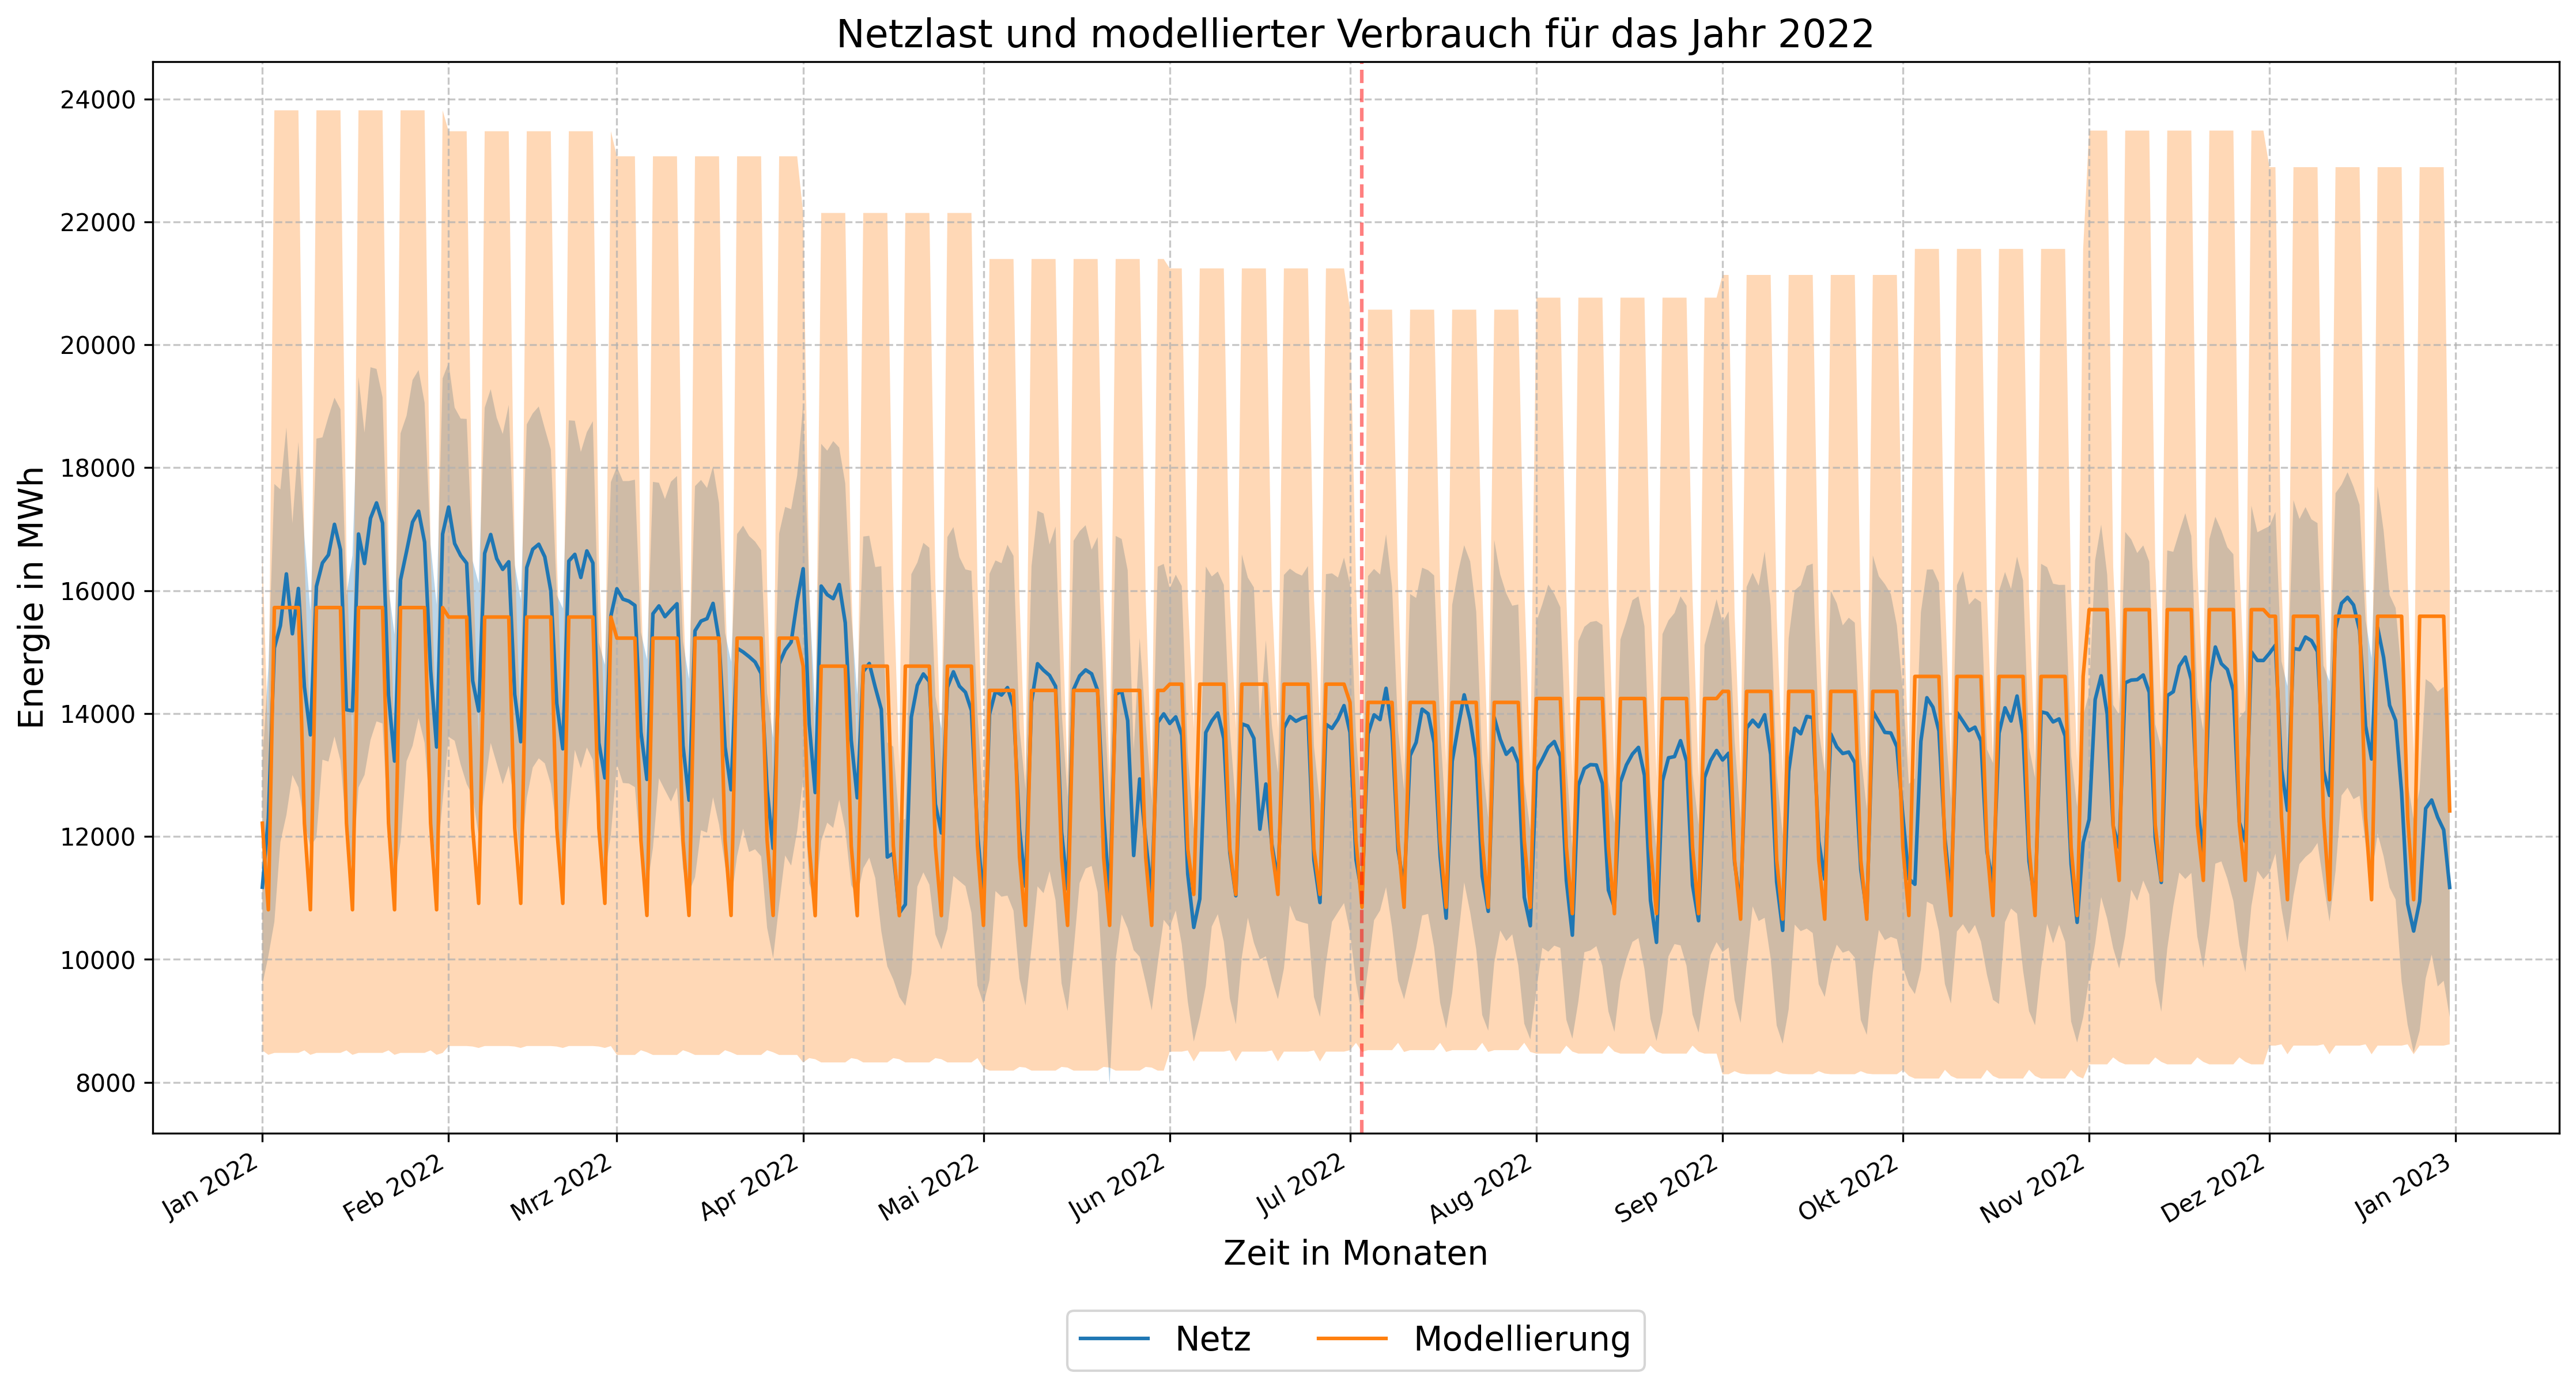 Netzlast und modellierter Verbrauch für das Jahr 2022
Energie in MWh
24000
22000
20000
18000
16000
14000
12000
10000
8000
Jan 2022
Feb 2022
Mrz 2022
Apr 2022
Mai 2022
Jun 2022
Jul 2022
Aug 2022
Sep 2022
Okt 2022
Nov 2022
Dez 2022
Jan 2023
Zeit in Monaten
Netz
Modellierung